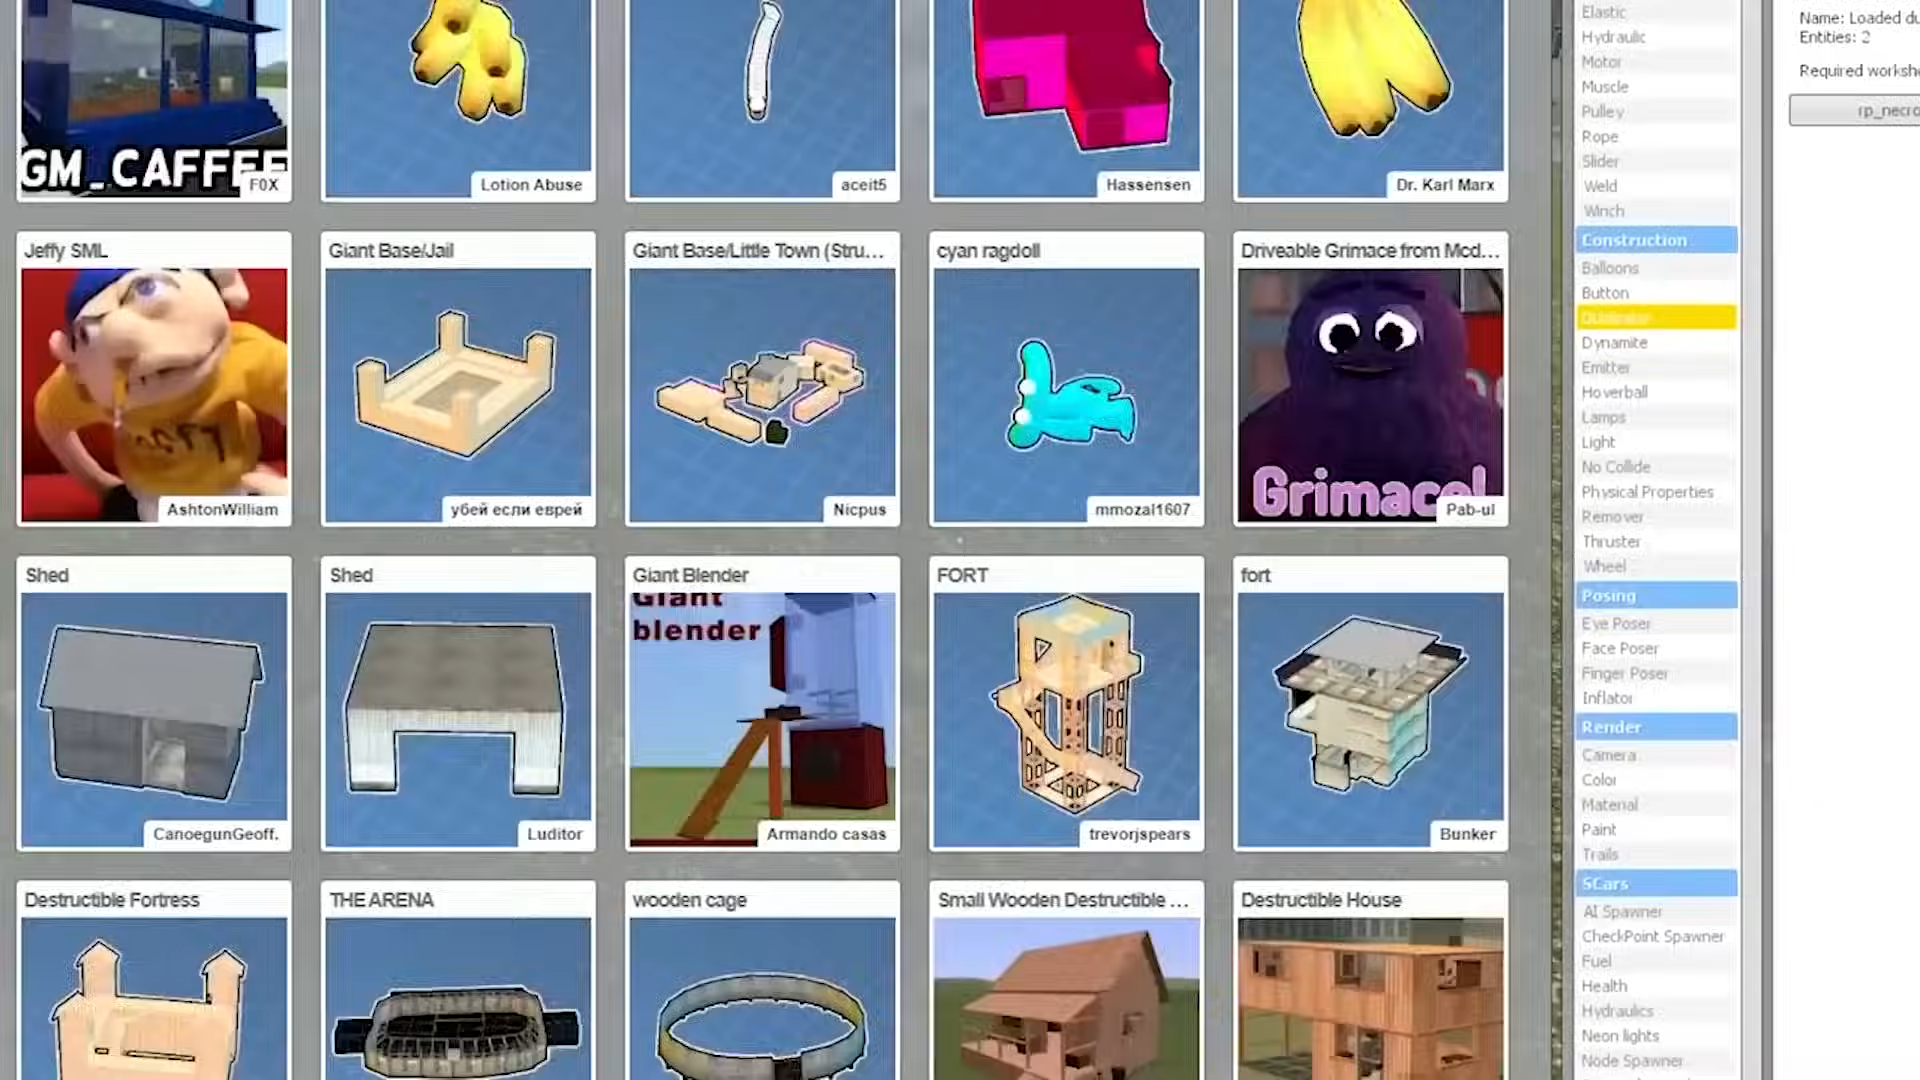 GM_CAFFEE
F0X
Lotion Abuse
aceit5
Hassensen
Dr. Karl Marx
Jeffy SML
AshtonWilliam
Giant Base/Jail
убей если еврей
Giant Base/Little Town (Stru...
Nicpus
cyan ragdoll
mmozal1607
Driveable Grimace from Mcd...
Grimace!
Pab-ul
Shed
CanoegunGeoff.
Shed
Luditor
Giant Blender
Giant
blender
Armando casas
FORT
trevorjspears
fort
Bunker
Destructible Fortress
THE ARENA
wooden cage
Small Wooden Destructible ...
Destructible House
Elastic
Hydraulic
Motor
Muscle
Pulley
Rope
Slider
Weld
Winch
Construction
Balloons
Button
Duplicator
Dynamite
Emitter
Hoverball
Lamps
Light
No Collide
Physical Properties
Remover
Thruster
Wheel
Posing
Eye Poser
Face Poser
Finger Poser
Inflator
Render
Camera
Color
Material
Paint
Trails
SCars
AI Spawner
CheckPoint Spawner
Fuel
Health
Hydraulics
Neon lights
Node Spawner
Name: Loaded du
Entities: 2
Required worksh
rp_necro